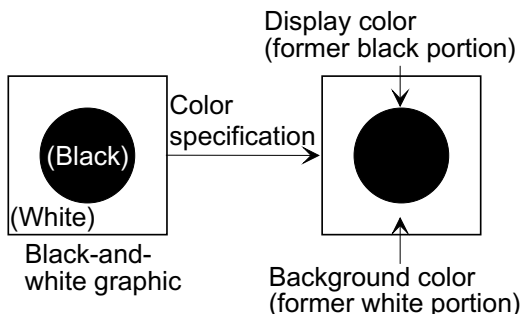 Display color
(former black portion)
Color
specification
(Black)
(White)
Black-and-
white graphic
Background color
(former white portion)